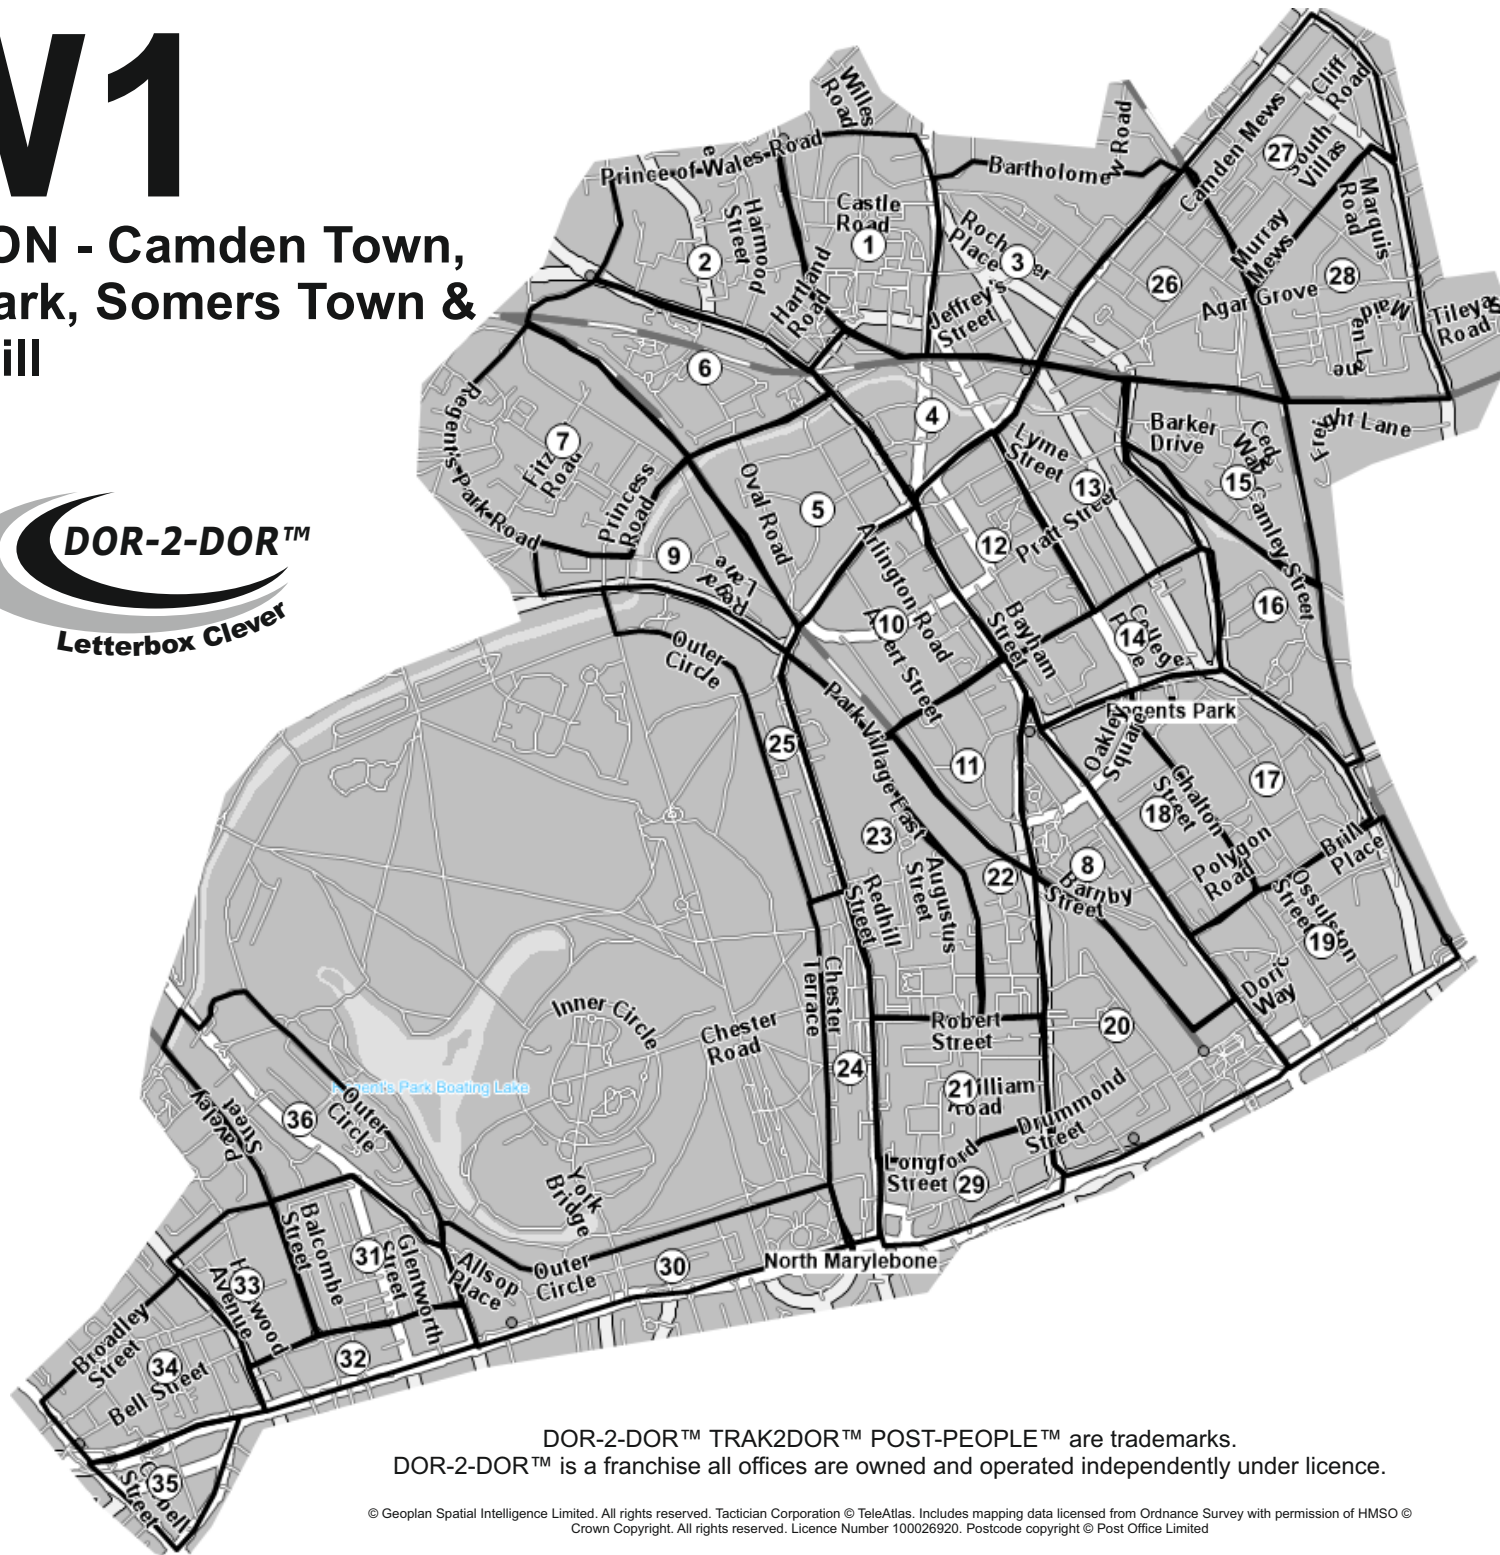 V1
ON - Camden Town,
ark, Somers Town &
ill
DOR-2-DOR™
Letterbox Clever
Willes
Road
Prince of Wales Road
Bartholomew Road
Camden Mews
Cliff
Road
27
South
Villas
Marquis
Road
Harmood
Street
Castle
Road
1
2
Rochester
Place
3
Murray
Mews
26
28
Agar Grove
Hartland
Road
Jeffrey's
Street
Maiden Lane
Tileyard
Road
6
4
Regent's Park Road
7
Fitz
Road
Lyme
Street
Barker
Drive
Freight Lane
Princess
Road
Oval Road
5
13
15
Camley Street
Pratt Street
12
Arlington Road
9
Regal
Lane
10
Albert Street
Bayham
Street
14
College
Place
16
Outer
Circle
Park Village East
Regents Park
Oakley
Square
25
11
17
18
Chalton
Street
23
Polygon
Road
Brill
Place
22
8
Barnby
Street
Augustus
Street
Redhill
Street
Ossulston
Street
19
Doric
Way
Chester
Terrace
Inner Circle
Chester
Road
Robert
Street
20
24
Regent's Park Boating Lake
21
William
Road
Drummond
Street
Outer
Circle
36
Paveley
Street
Longford
Street
29
York
Bridge
Balcombe
Street
31
Glentworth
Street
Allsop
Place
Outer
Circle
30
North Marylebone
33
Avenue
Broadley
Street
34
Bell Street
32
35
Street
DOR-2-DOR™ TRAK2DOR™ POST-PEOPLE™ are trademarks.
DOR-2-DOR™ is a franchise all offices are owned and operated independently under licence.
© Geoplan Spatial Intelligence Limited. All rights reserved. Tactician Corporation © TeleAtlas. Includes mapping data licensed from Ordnance Survey with permission of HMSO ©
Crown Copyright. All rights reserved. Licence Number 100026920. Postcode copyright © Post Office Limited